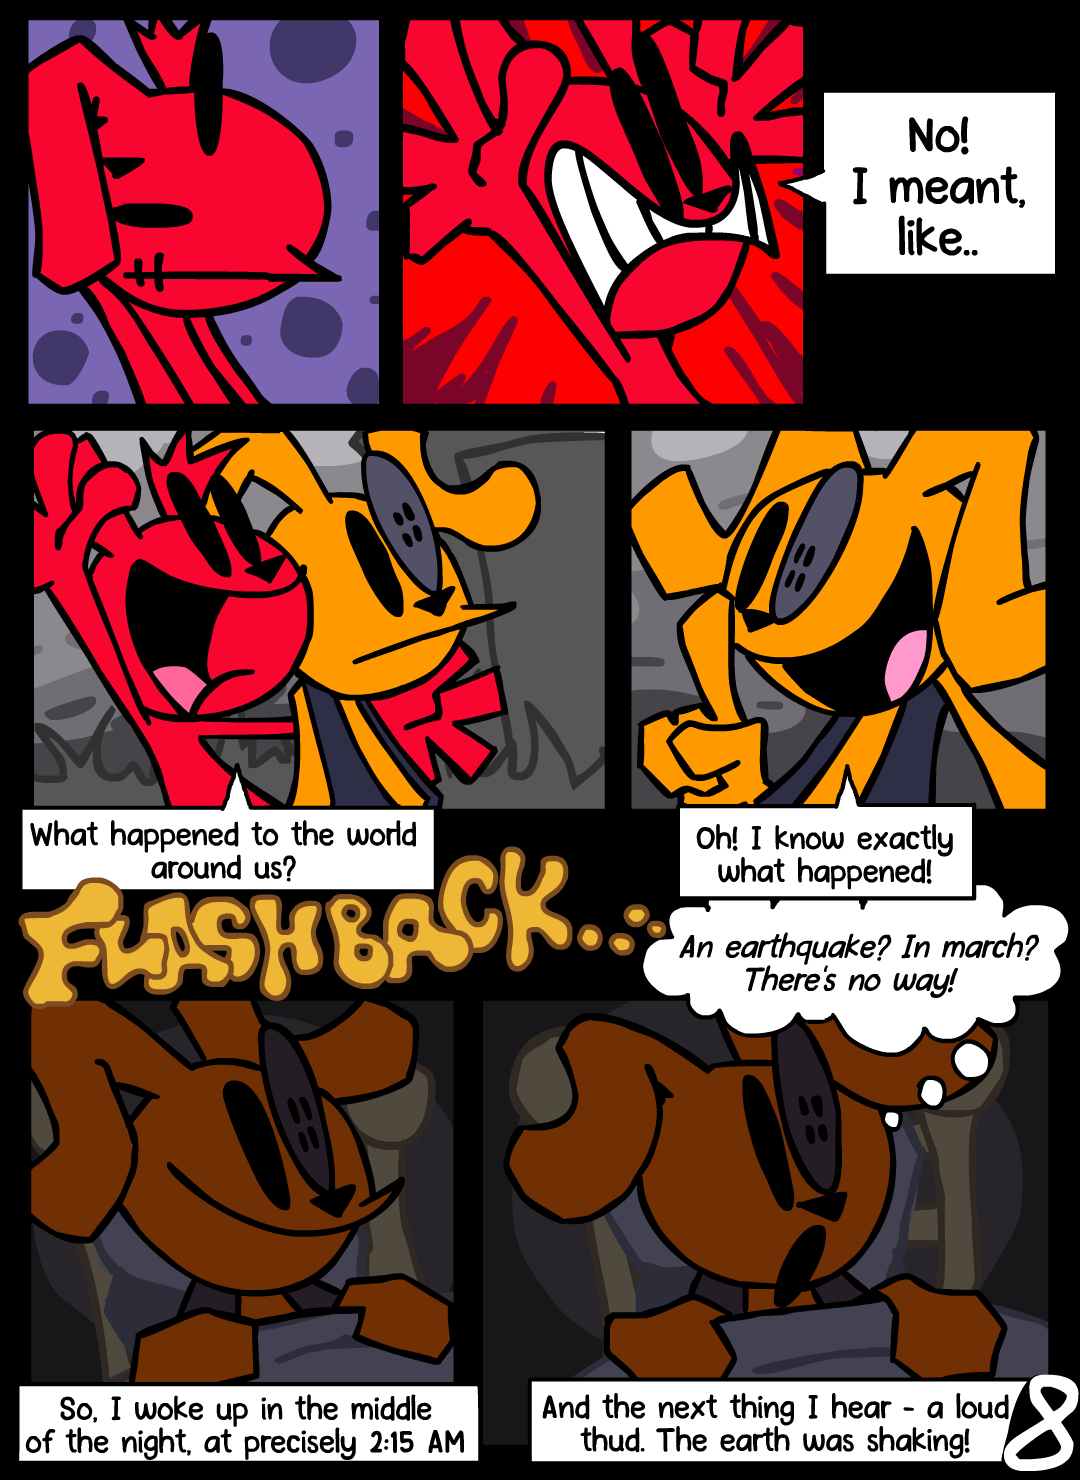 No!
I meant,
like..
What happened to the world
around us?
Oh! I know exactly
what happened!
FLASHBACK...
An earthquake? In march?
There's no way!
So, I woke up in the middle
of the night, at precisely 2:15 AM
And the next thing I hear - a loud
thud. The earth was shaking!
8